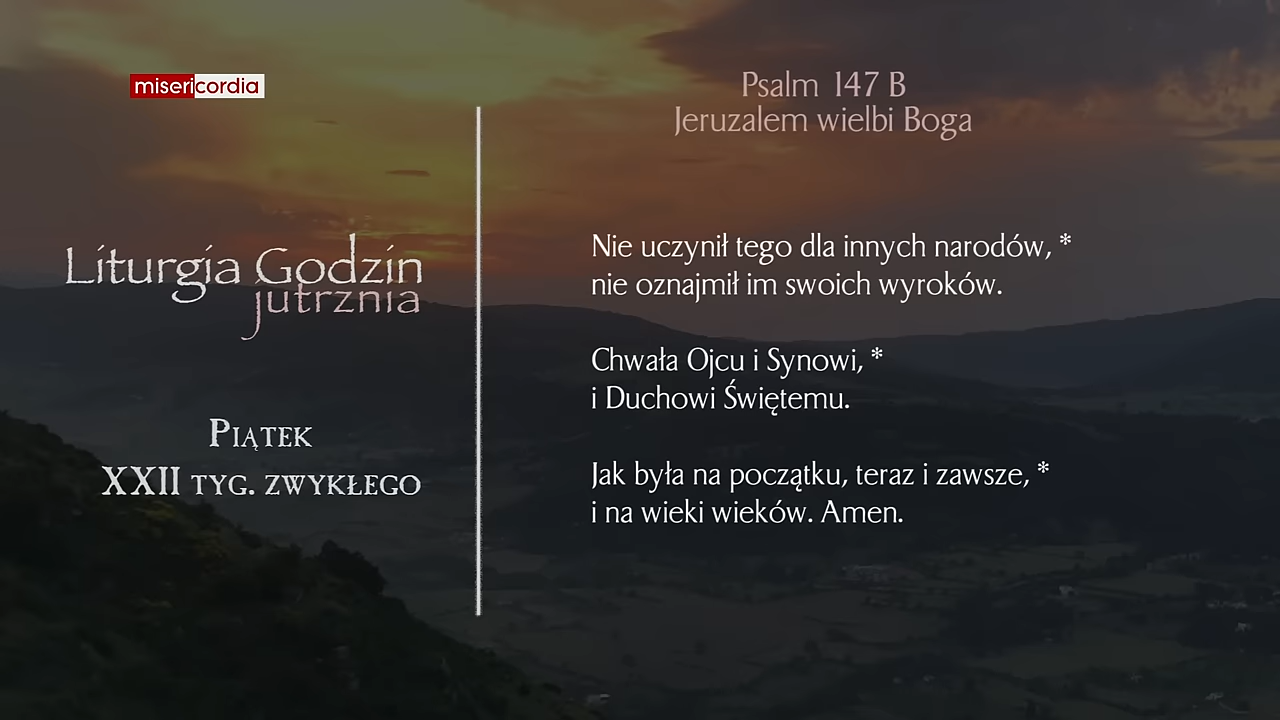 misericordia
Liturgia Godzin
jutrznia
Piątek
XXII tyg. zwykłego
Psalm 147 B
Jeruzalem wielbi Boga
Nie uczynił tego dla innych narodów, *
nie oznajmił im swoich wyroków.
Chwała Ojcu i Synowi, *
i Duchowi Świętemu.
Jak była na początku, teraz i zawsze, *
i na wieki wieków. Amen.